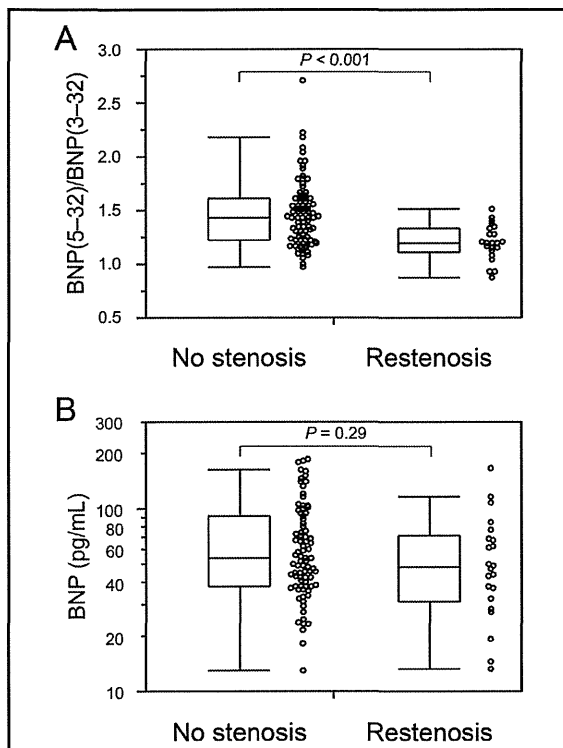 A
3.0
P < 0.001
2.5
2.0
1.5
1.0
0.5
BNP(5–32)/BNP(3–32)
No stenosis Restenosis
B
300
P = 0.29
200
100
80
60
40
20
10
BNP (pg/mL)
No stenosis Restenosis